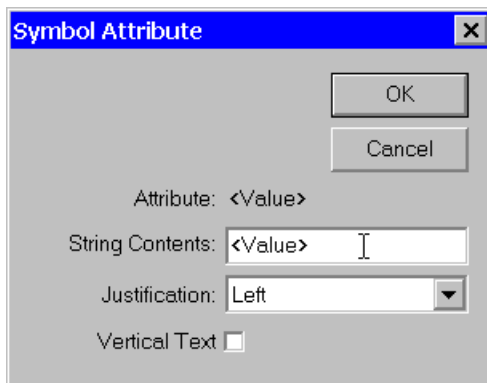 Symbol Attribute
OK
Cancel
Attribute: <Value>
String Contents: <Value>
Justification: Left
Vertical Text